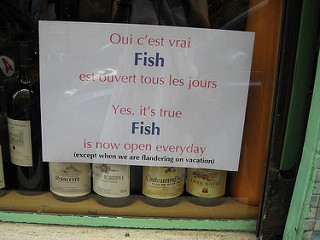 Oui c'est vrai
Fish
est ouvert tous les jours
Yes, it's true
Fish
is now open everyday
(except when we are flandering on vacation)
Sancerre